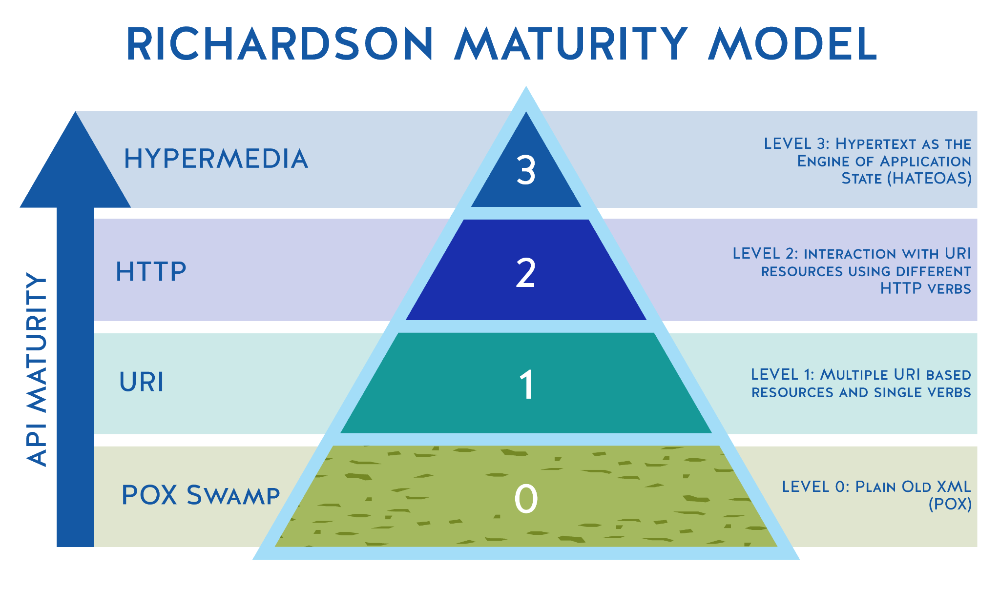 RICHARDSON MATURITY MODEL
API MATURITY
HYPERMEDIA
3
LEVEL 3: HYPERTEXT AS THE
ENGINE OF APPLICATION
STATE (HATEOAS)
HTTP
2
LEVEL 2: INTERACTION WITH URI
RESOURCES USING DIFFERENT
HTTP VERBS
URI
1
LEVEL 1: MULTIPLE URI BASED
RESOURCES AND SINGLE VERBS
POX SWAMP
0
LEVEL 0: PLAIN OLD XML
(POX)